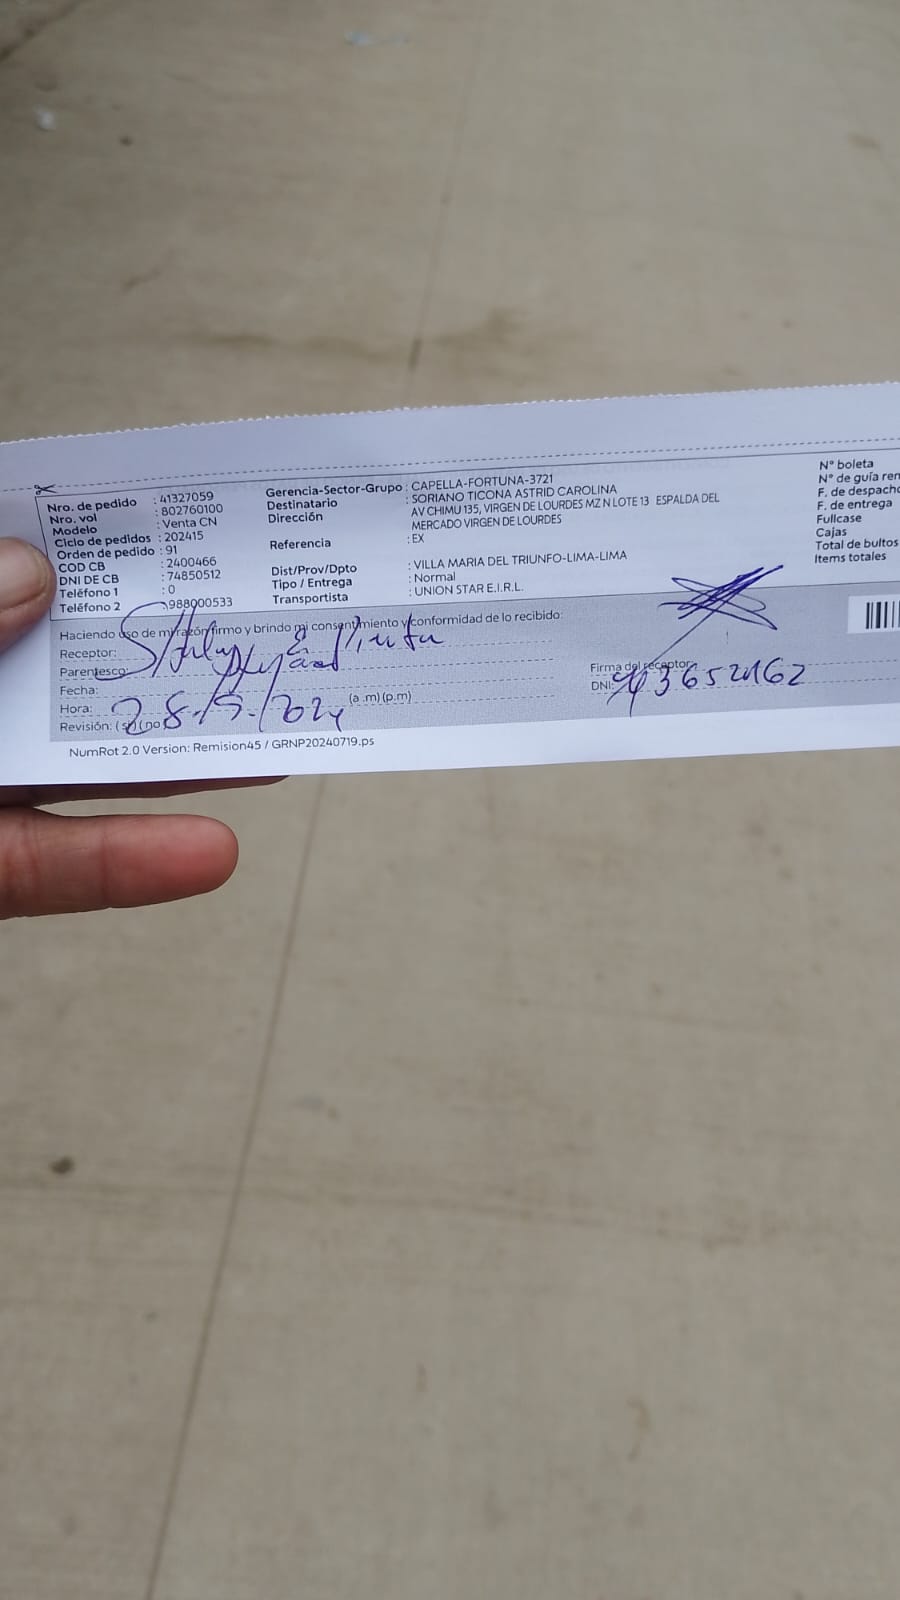 Nro. de pedido : 41327059
Nro. vol : 802760100
Modelo : Venta CN
Ciclo de pedidos : 202415
Orden de pedido : 91
COD CB : 2400466
DNI DE CB : 74850512
Teléfono 1 : 0
Teléfono 2 : 988000533
Gerencia-Sector-Grupo : CAPELLA-FORTUNA-3721
Destinatario : SORIANO TICONA ASTRID CAROLINA
Dirección : AV CHIMU 135, VIRGEN DE LOURDES MZ N LOTE 13 ESPALDA DEL
MERCADO VIRGEN DE LOURDES
Referencia : EX
Dist/Prov/Dpto : VILLA MARIA DEL TRIUNFO-LIMA-LIMA
Tipo / Entrega : Normal
Transportista : UNION STAR E.I.R.L.
N° boleta
N° de guía rem
F. de despacho
F. de entrega
Fullcase
Cajas
Total de bultos
Items totales
Haciendo uso de mi razón firmo y brindo mi consentimiento y conformidad de lo recibido:
Receptor:
Parentesco:
Fecha:
Hora: (a.m) (p.m)
Revisión: (si) (no)
Firma del receptor
DNI:
NumRot 2.0 Version: Remision45 / GRNP20240719.ps